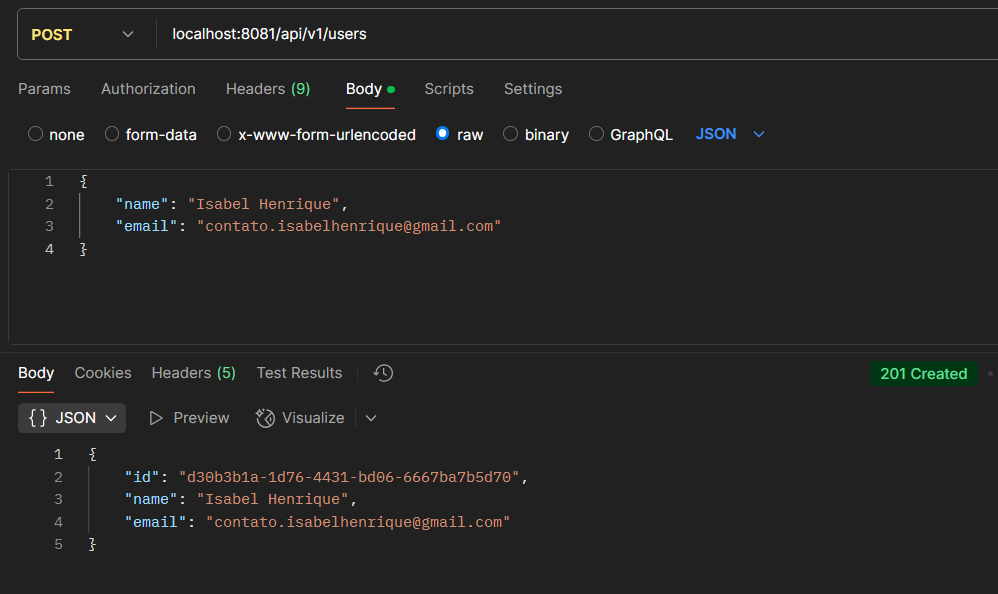 POST localhost:8081/api/v1/users
Params Authorization Headers (9) Body Scripts Settings
none form-data x-www-form-urlencoded raw binary GraphQL JSON
1 {
2 "name": "Isabel Henrique",
3 "email": "contato.isabelhenrique@gmail.com"
4 }
Body Cookies Headers (5) Test Results 201 Created
{} JSON Preview Visualize
1 {
2 "id": "d30b3b1a-1d76-4431-bd06-6667ba7b5d70",
3 "name": "Isabel Henrique",
4 "email": "contato.isabelhenrique@gmail.com"
5 }